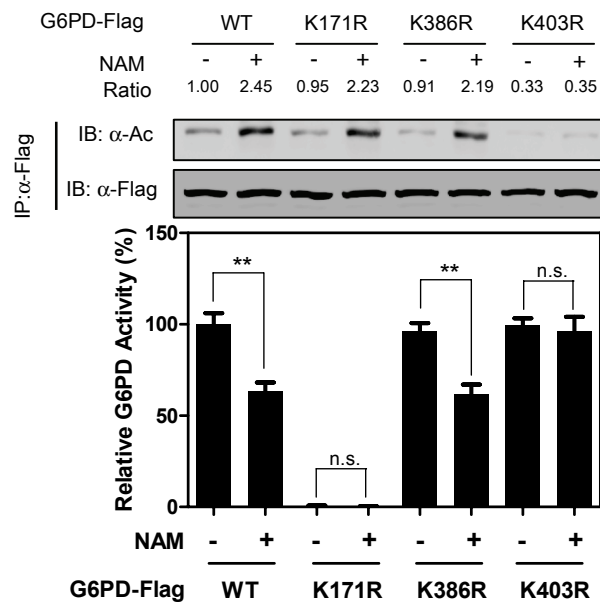 G6PD-Flag WT K171R K386R K403R
NAM - + - + - + - +
Ratio 1.00 2.45 0.95 2.23 0.91 2.19 0.33 0.35
IP:α-Flag
IB: α-Ac
IB: α-Flag
Relative G6PD Activity (%)
150
100
50
0
**
n.s.
**
n.s.
NAM - + - + - + - +
G6PD-Flag WT K171R K386R K403R